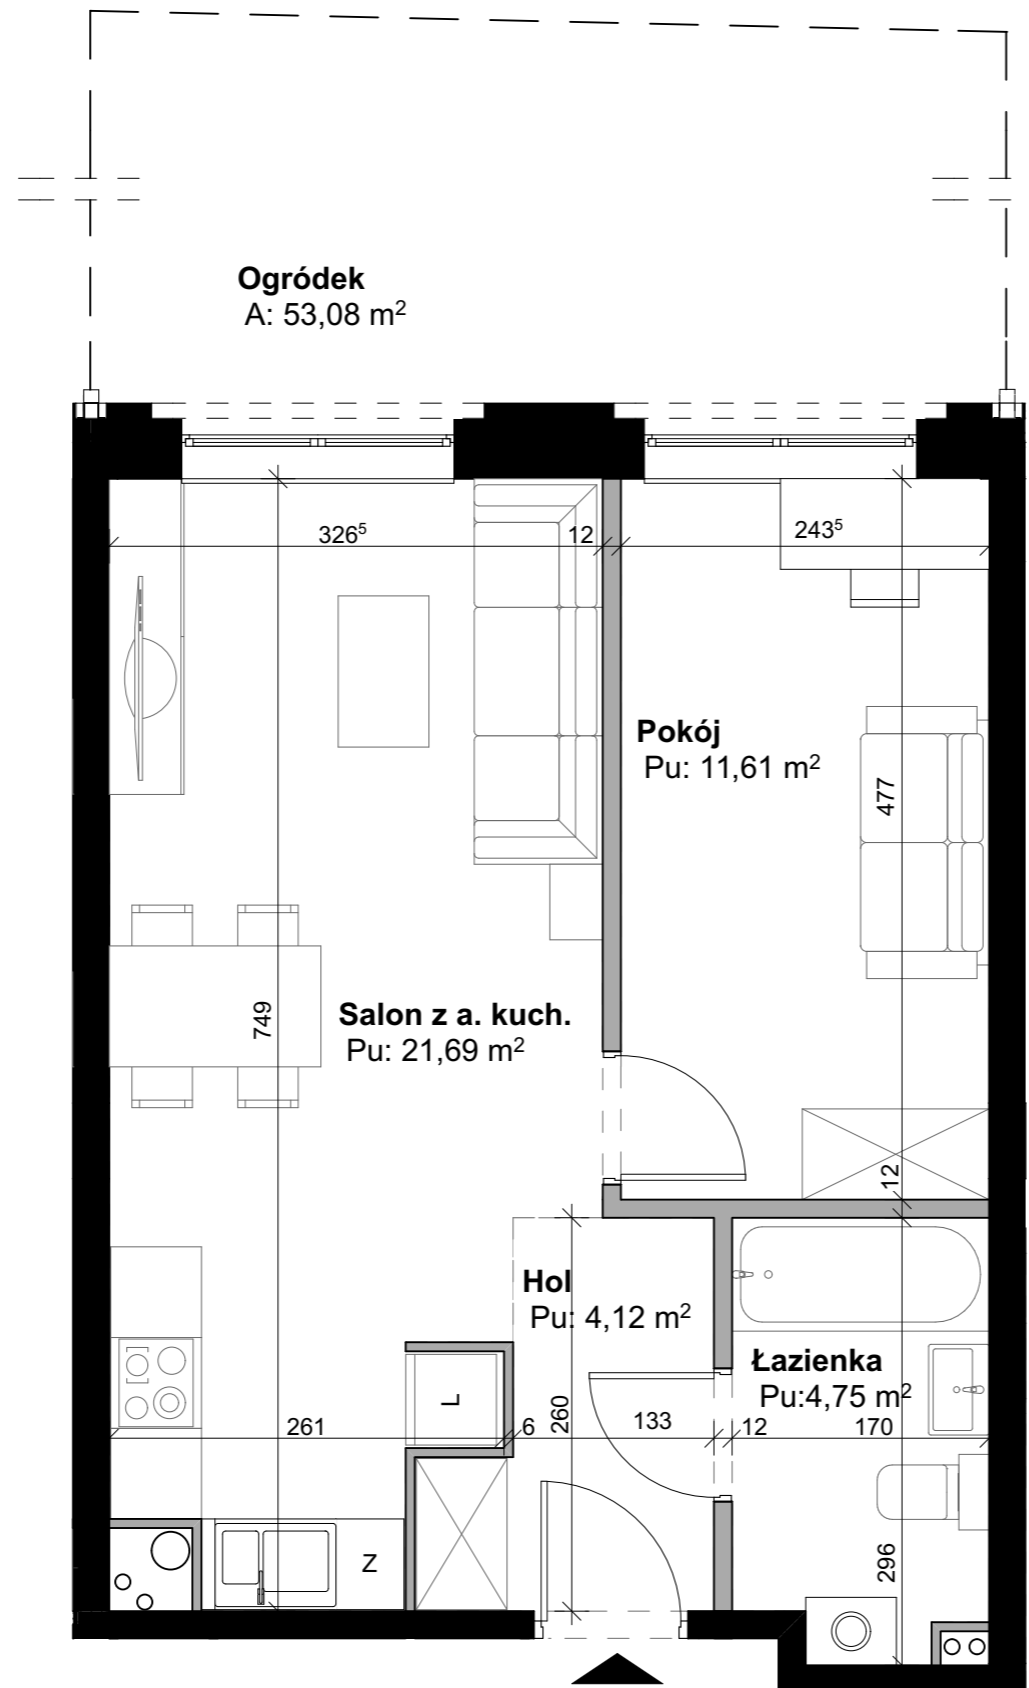 Ogródek
A: 53,08 m²
326⁵
12
243⁵
Pokój
Pu: 11,61 m²
477
749
Salon z a. kuch.
Pu: 21,69 m²
12
Hol
Pu: 4,12 m²
Łazienka
Pu:4,75 m²
L
261
6
260
133
12
170
Z
296